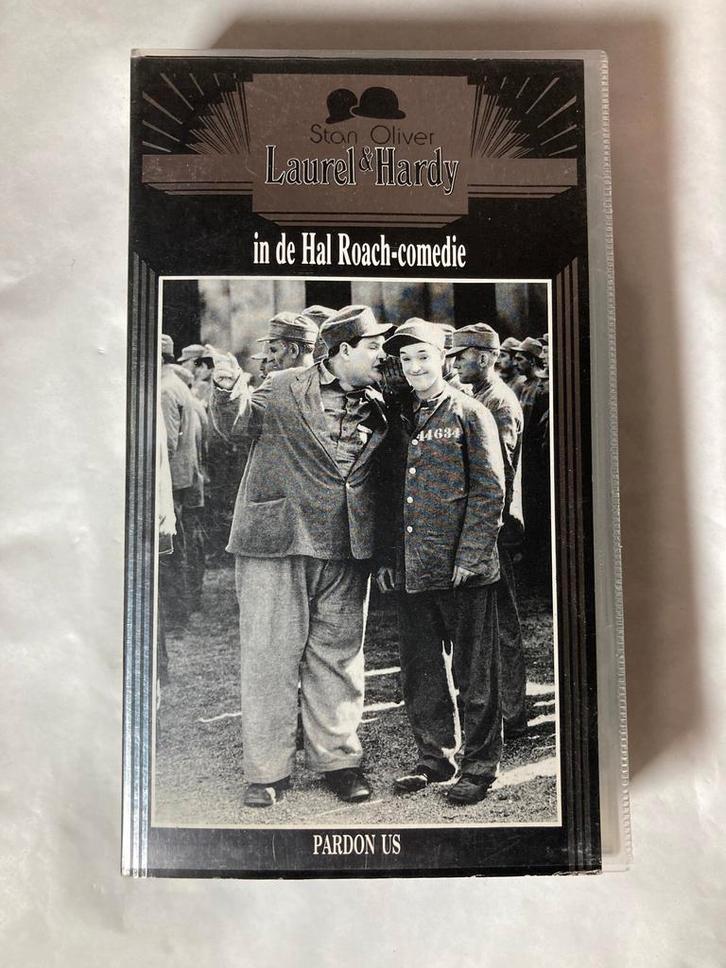 Stan Oliver
Laurel & Hardy
in de Hal Roach-comedie
44634
PARDON US